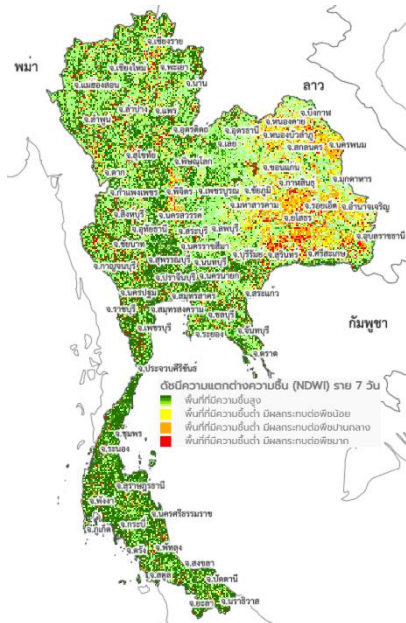 จ.เชียงราย
พม่า
จ.เชียงใหม่
จ.พะเยา
ลาว
จ.แม่ฮ่องสอน
จ.น่าน
จ.บึงกาฬ
จ.ลำปาง
จ.แพร่
จ.หนองคาย
จ.ลำพูน
จ.อุตรดิตถ์
จ.อุดรธานี
จ.หนองบัวลำภู
จ.เลย
จ.สกลนคร
จ.นครพนม
จ.สุโขทัย
จ.พิษณุโลก
จ.ขอนแก่น
จ.ตาก
จ.มุกดาหาร
จ.กาฬสินธุ์
จ.กำแพงเพชร
จ.พิจิตร
จ.เพชรบูรณ์
จ.ชัยภูมิ
จ.มหาสารคาม
จ.ร้อยเอ็ด
จ.อำนาจเจริญ
จ.สิงหบุรี
จ.นครสวรรค์
จ.ยโสธร
จ.อุทัยธานี
จ.สระบุรี
จ.ลพบุรี
จ.อุบลราชธานี
จ.ชัยนาท
จ.นครราชสีมา
จ.บุรีรัมย์
จ.สุรินทร์
จ.ศรีสะเกษ
จ.กาญจนบุรี
จ.สุพรรณบุรี
จ.นนทบุรี
จ.ปราจีนบุรี
จ.นครนายก
จ.นครปฐม
จ.สมุทรสาคร
จ.สระแก้ว
จ.ราชบุรี
จ.สมุทรสงคราม
จ.ชลบุรี
กัมพูชา
จ.เพชรบุรี
จ.ระยอง
จ.จันทบุรี
จ.ตราด
จ.ประจวบคีรีขันธ์
ดัชนีความแตกต่างความชื้น (NDWI) ราย 7 วัน
พื้นที่ที่มีความชื้นสูง
พื้นที่ที่มีความชื้นต่ำ มีผลกระทบต่อพืชน้อย
พื้นที่ที่มีความชื้นต่ำ มีผลกระทบต่อพืชปานกลาง
พื้นที่ที่มีความชื้นต่ำ มีผลกระทบต่อพืชมาก
จ.ชุมพร
จ.ระนอง
จ.สุราษฎร์ธานี
จ.พังงา
จ.นครศรีธรรมราช
จ.กระบี่
จ.ภูเก็ต
จ.ตรัง
จ.พัทลุง
จ.สงขลา
จ.สตูล
จ.ปัตตานี
จ.ยะลา
จ.นราธิวาส